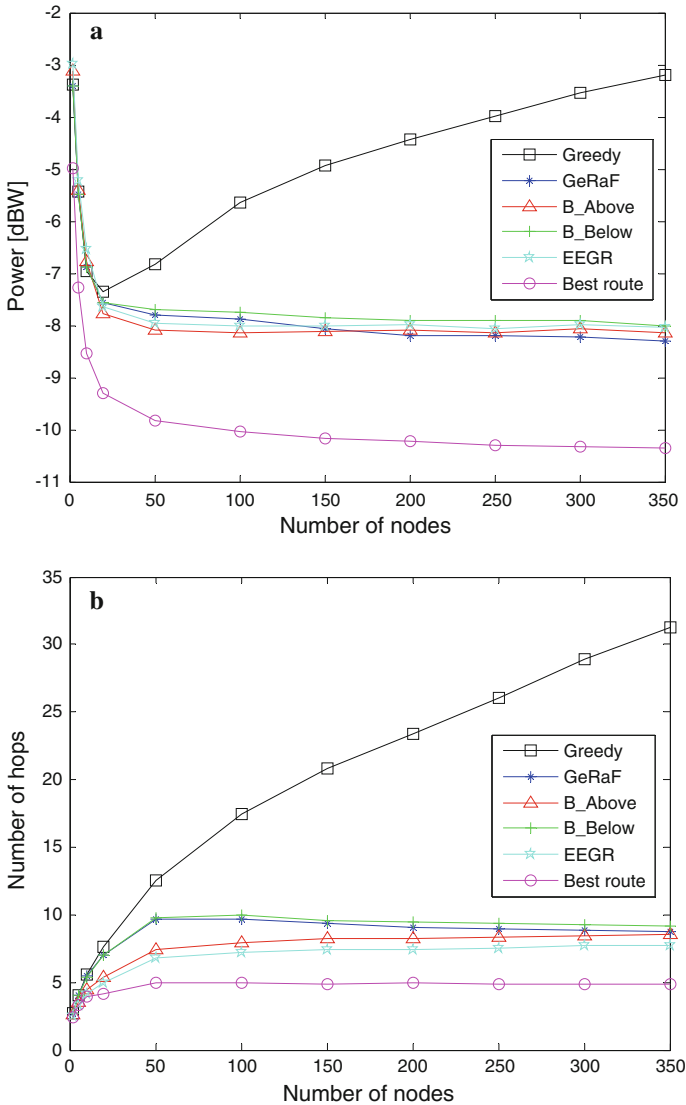 a
-2
-3
-4
-5
-6
-7
-8
-9
-10
-11
Power [dBW]
Greedy
GeRaF
B_Above
B_Below
EEGR
Best route
0 50 100 150 200 250 300 350
Number of nodes
b
35
30
25
20
15
10
5
0
Number of hops
Greedy
GeRaF
B_Above
B_Below
EEGR
Best route
0 50 100 150 200 250 300 350
Number of nodes